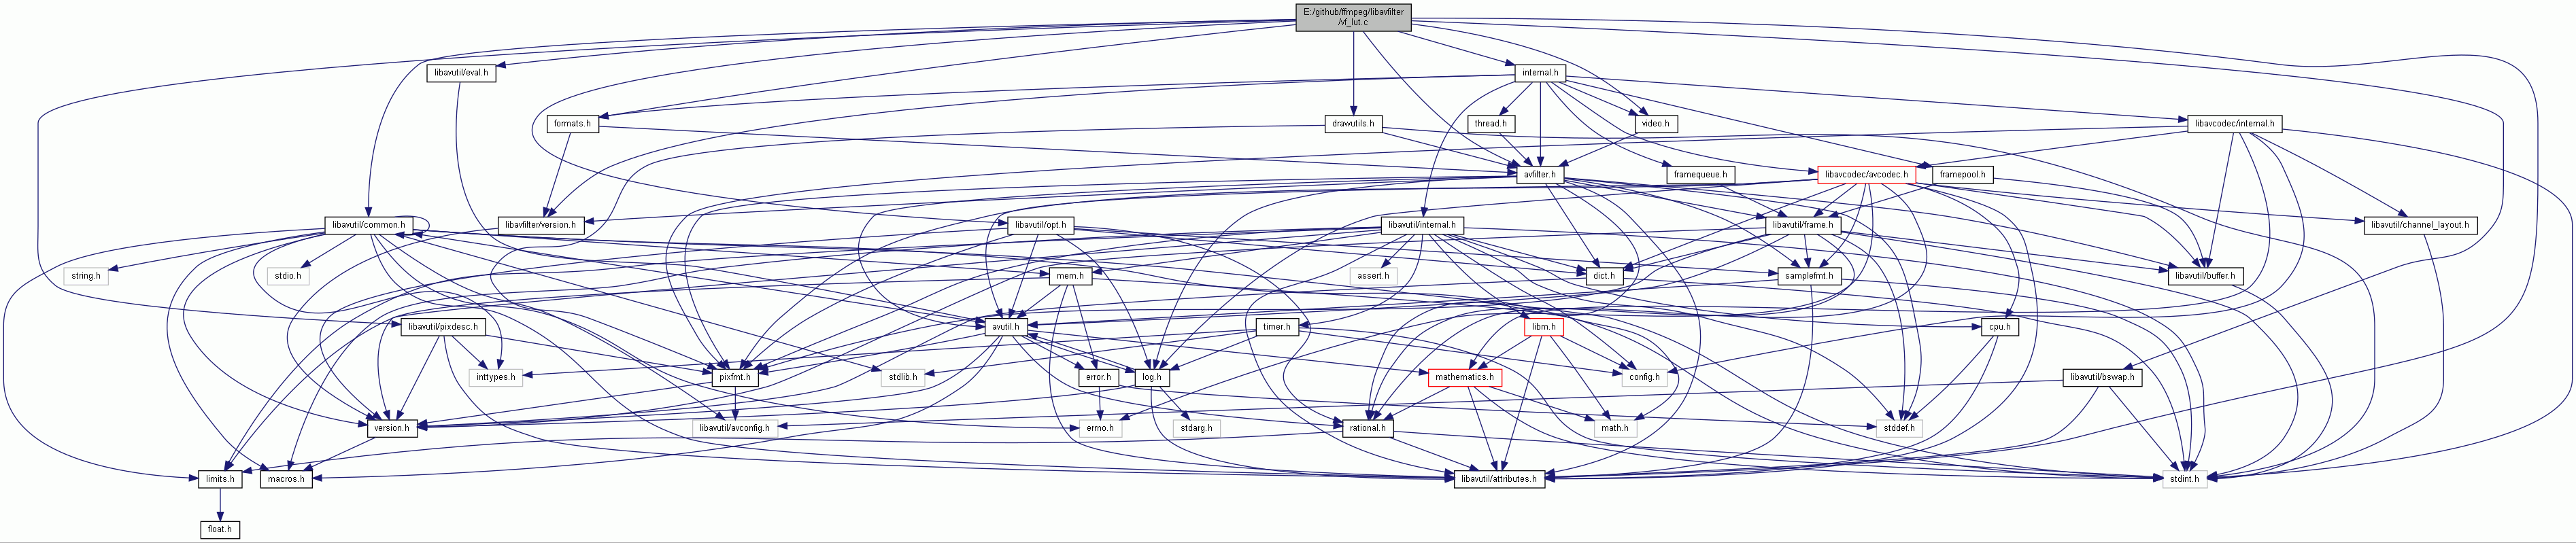 E:/github/ffmpeg/libavfilter
/vf_lut.c
libavutil/eval.h
internal.h
formats.h
drawutils.h
thread.h
video.h
libavcodec/internal.h
avfilter.h
framequeue.h
libavcodec/avcodec.h
framepool.h
libavutil/common.h
libavfilter/version.h
libavutil/opt.h
libavutil/internal.h
libavutil/frame.h
libavutil/channel_layout.h
string.h
stdio.h
mem.h
assert.h
dict.h
samplefmt.h
libavutil/buffer.h
libavutil/pixdesc.h
avutil.h
timer.h
libm.h
cpu.h
inttypes.h
pixfmt.h
stdlib.h
error.h
log.h
config.h
mathematics.h
libavutil/bswap.h
version.h
libavutil/avconfig.h
errno.h
stdarg.h
rational.h
math.h
stddef.h
limits.h
macros.h
libavutil/attributes.h
stdint.h
float.h